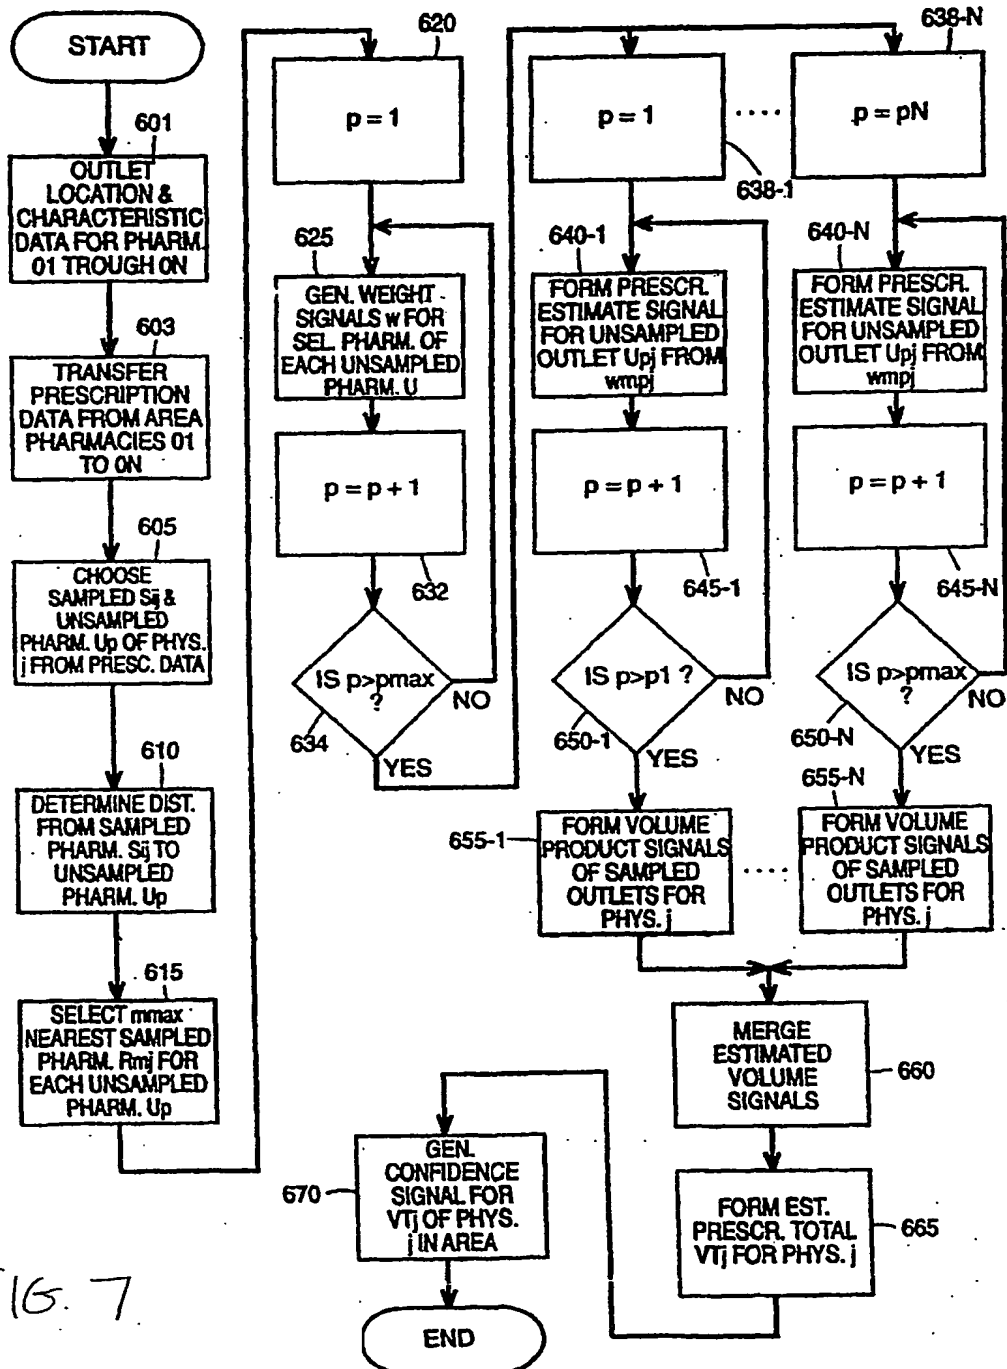 START
601
OUTLET
LOCATION &
CHARACTERISTIC
DATA FOR PHARM.
01 TROUGH 0N
603
TRANSFER
PRESCRIPTION
DATA FROM AREA
PHARMACIES 01
TO 0N
605
CHOOSE
SAMPLED Sij &
UNSAMPLED
PHARM. Up OF PHYS.
j FROM PRESC. DATA
610
DETERMINE DIST.
FROM SAMPLED
PHARM. Sij TO
UNSAMPLED
PHARM. Up
615
SELECT mmax
NEAREST SAMPLED
PHARM. Rmj FOR
EACH UNSAMPLED
PHARM. Up
620
p = 1
625
GEN. WEIGHT
SIGNALS w FOR
SEL. PHARM. OF
EACH UNSAMPLED
PHARM. U
p = p + 1
632
IS p>pmax
?
NO
634
YES
p = 1
638-1
640-1
FORM PRESCR.
ESTIMATE SIGNAL
FOR UNSAMPLED
OUTLET Upj FROM
wmpj
p = p + 1
645-1
IS p>p1 ?
NO
650-1
YES
655-1
FORM VOLUME
PRODUCT SIGNALS
OF SAMPLED
OUTLETS FOR
PHYS. j
638-N
p = pN
640-N
FORM PRESCR.
ESTIMATE SIGNAL
FOR UNSAMPLED
OUTLET Upj FROM
wmpj
p = p + 1
645-N
IS p>pmax
?
NO
650-N
YES
655-N
FORM VOLUME
PRODUCT SIGNALS
OF SAMPLED
OUTLETS FOR
PHYS. j
MERGE
ESTIMATED
VOLUME
SIGNALS
660
FORM EST.
PRESCR. TOTAL
VTj FOR PHYS. j
665
GEN.
CONFIDENCE
SIGNAL FOR
VTj OF PHYS.
j IN AREA
670
END
FIG. 7